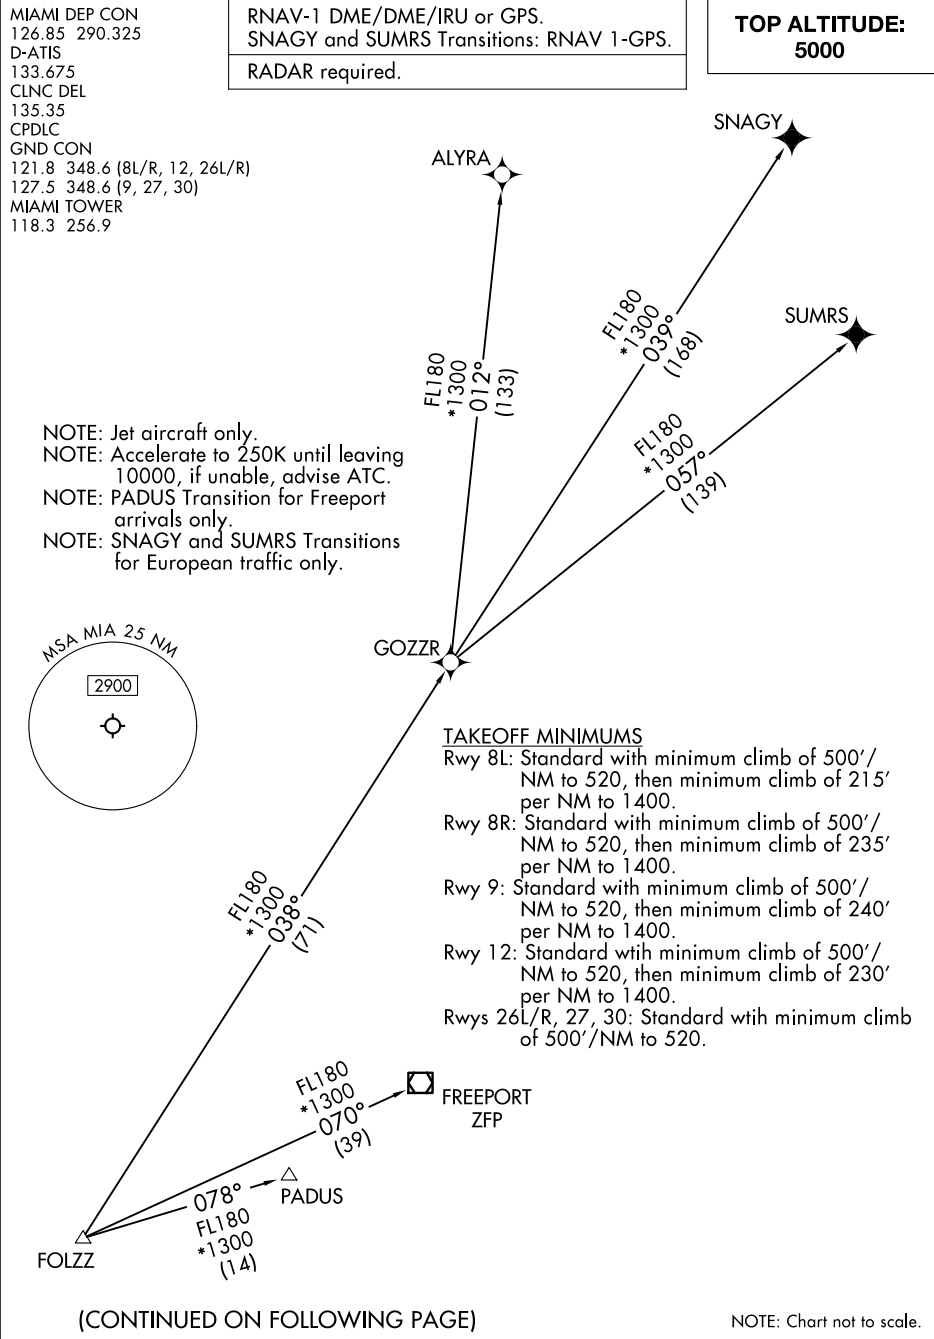 MIAMI DEP CON
126.85 290.325
D-ATIS
133.675
CLNC DEL
135.35
CPDLC
GND CON
121.8 348.6 (8L/R, 12, 26L/R)
127.5 348.6 (9, 27, 30)
MIAMI TOWER
118.3 256.9
RNAV-1 DME/DME/IRU or GPS.
SNAGY and SUMRS Transitions: RNAV 1-GPS.
RADAR required.
TOP ALTITUDE:
5000
SNAGY
ALYRA
SUMRS
FL180
*1300
039°
(168)
FL180
*1300
012°
(133)
FL180
*1300
057°
(139)
NOTE: Jet aircraft only.
NOTE: Accelerate to 250K until leaving
10000, if unable, advise ATC.
NOTE: PADUS Transition for Freeport
arrivals only.
NOTE: SNAGY and SUMRS Transitions
for European traffic only.
MSA MIA 25 NM
2900
GOZZR
TAKEOFF MINIMUMS
Rwy 8L: Standard with minimum climb of 500'/
NM to 520, then minimum climb of 215'
per NM to 1400.
Rwy 8R: Standard with minimum climb of 500'/
NM to 520, then minimum climb of 235'
per NM to 1400.
Rwy 9: Standard with minimum climb of 500'/
NM to 520, then minimum climb of 240'
per NM to 1400.
Rwy 12: Standard wtih minimum climb of 500'/
NM to 520, then minimum climb of 230'
per NM to 1400.
Rwys 26L/R, 27, 30: Standard wtih minimum climb
of 500'/NM to 520.
FL180
*1300
038°
(71)
FL180
*1300
070°
(39)
FREEPORT
ZFP
078°
FL180
*1300
(14)
PADUS
FOLZZ
(CONTINUED ON FOLLOWING PAGE)
NOTE: Chart not to scale.